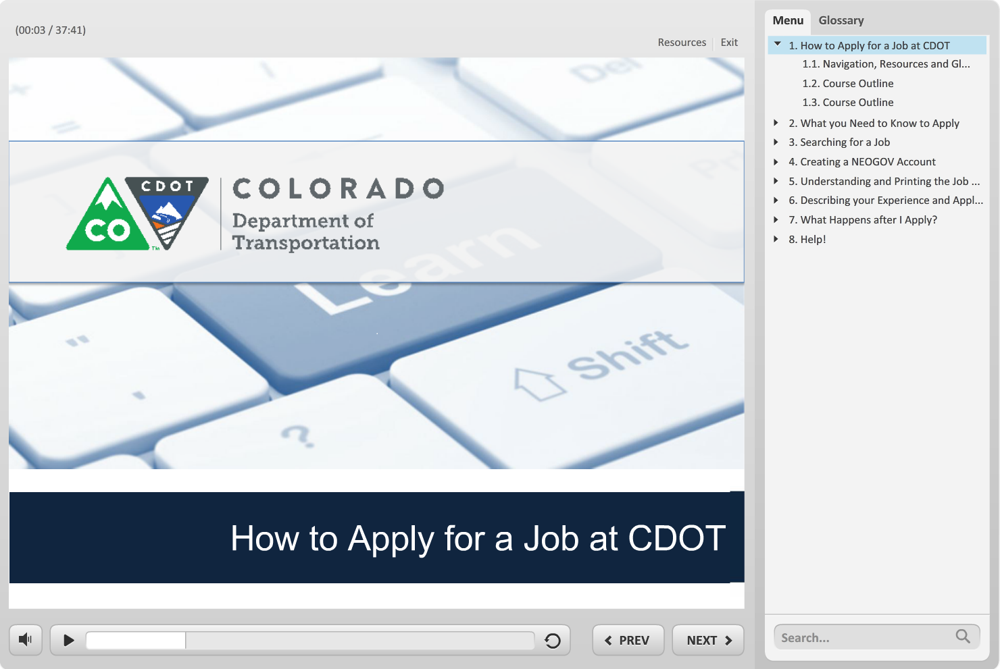 (00:03 / 37:41)
Resources
Exit
Del
+
=
CDOT
CO
™
COLORADO
Department of
Transportation
Learn
"
'
Shift
?
How to Apply for a Job at CDOT
PREV
NEXT
Menu
Glossary
1. How to Apply for a Job at CDOT
1.1. Navigation, Resources and Gl...
1.2. Course Outline
1.3. Course Outline
2. What you Need to Know to Apply
3. Searching for a Job
4. Creating a NEOGOV Account
5. Understanding and Printing the Job ...
6. Describing your Experience and Appl...
7. What Happens after I Apply?
8. Help!
Search...